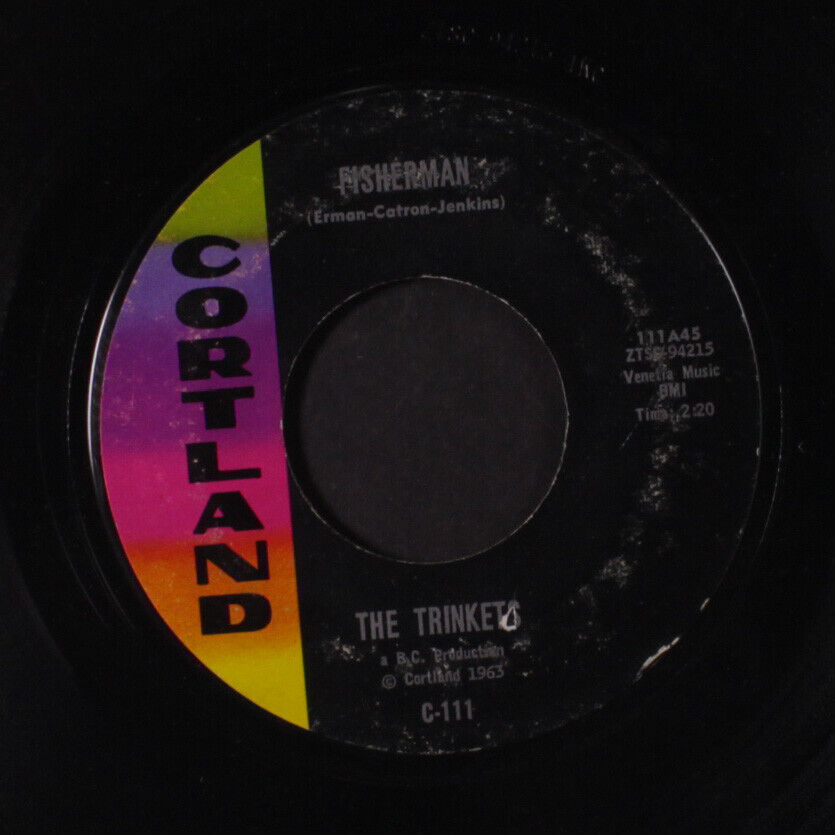 FISHERMAN
(Erman-Catron-Jenkins)
CORTLAND
111A45
94215
Venetia Music
BMI
Time: 2:20
THE TRINKETS
a B.C. Production
© Cortland 1963
C-111